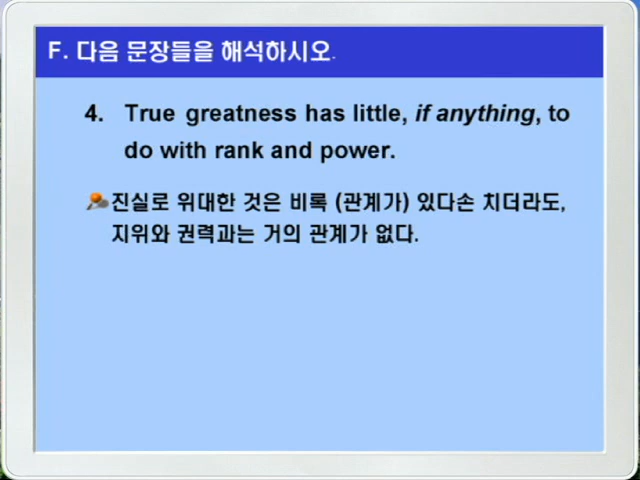 F. 다음 문장들을 해석하시오.
4. True greatness has little, if anything, to
do with rank and power.
진실로 위대한 것은 비록 (관계가) 있다손 치더라도,
지위와 권력과는 거의 관계가 없다.